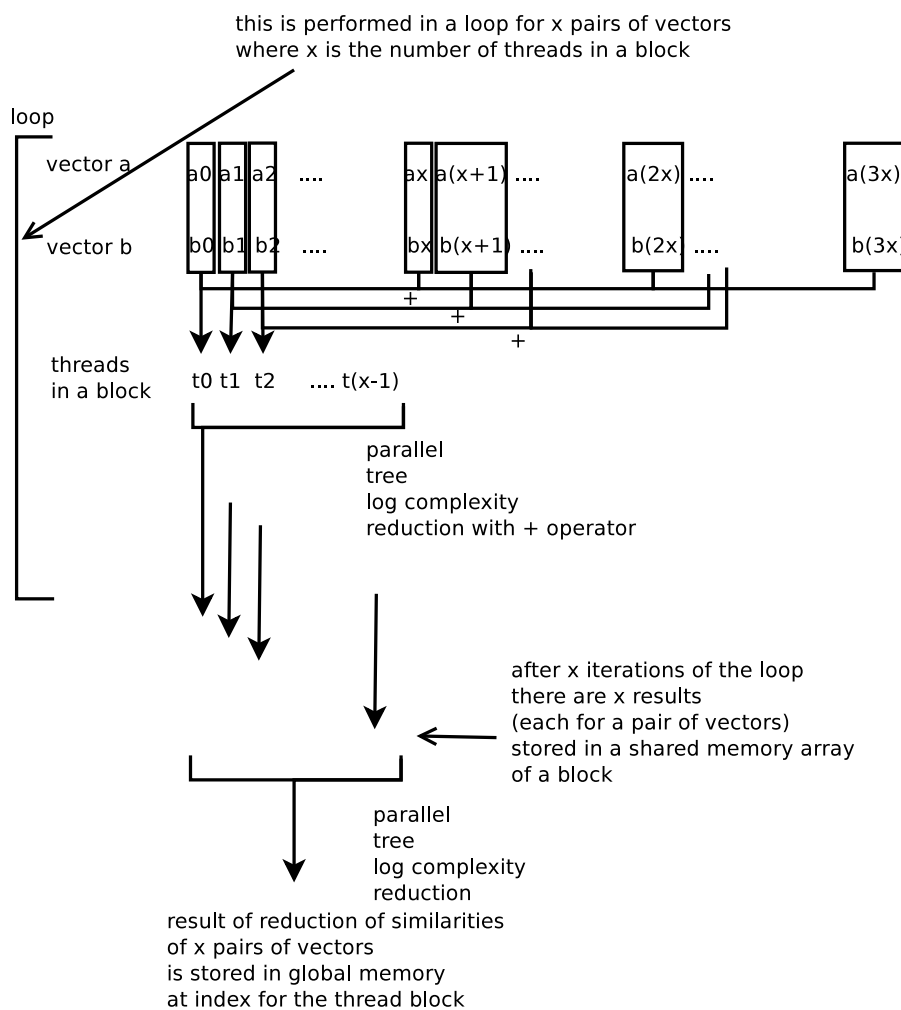 this is performed in a loop for x pairs of vectors
where x is the number of threads in a block
loop
vector a a0 a1 a2 .... ax a(x+1) .... a(2x) .... a(3x)
vector b b0 b1 b2 .... bx b(x+1) .... b(2x) .... b(3x)
+
+
+
threads
in a block
t0 t1 t2 .... t(x-1)
parallel
tree
log complexity
reduction with + operator
after x iterations of the loop
there are x results
(each for a pair of vectors)
stored in a shared memory array
of a block
parallel
tree
log complexity
reduction
result of reduction of similarities
of x pairs of vectors
is stored in global memory
at index for the thread block